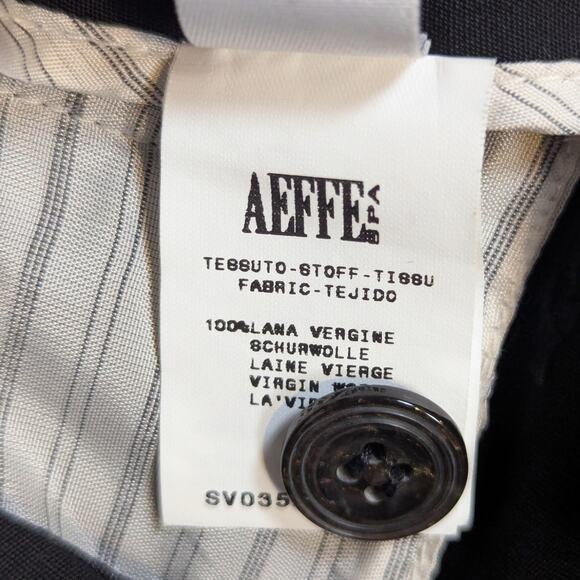 AEFFE SPA
TESSUTO-STOFF-TISSU
FABRIC-TEJIDO
100%LANA VERGINE
SCHURWOLLE
LAINE VIERGE
VIRGIN
SV035